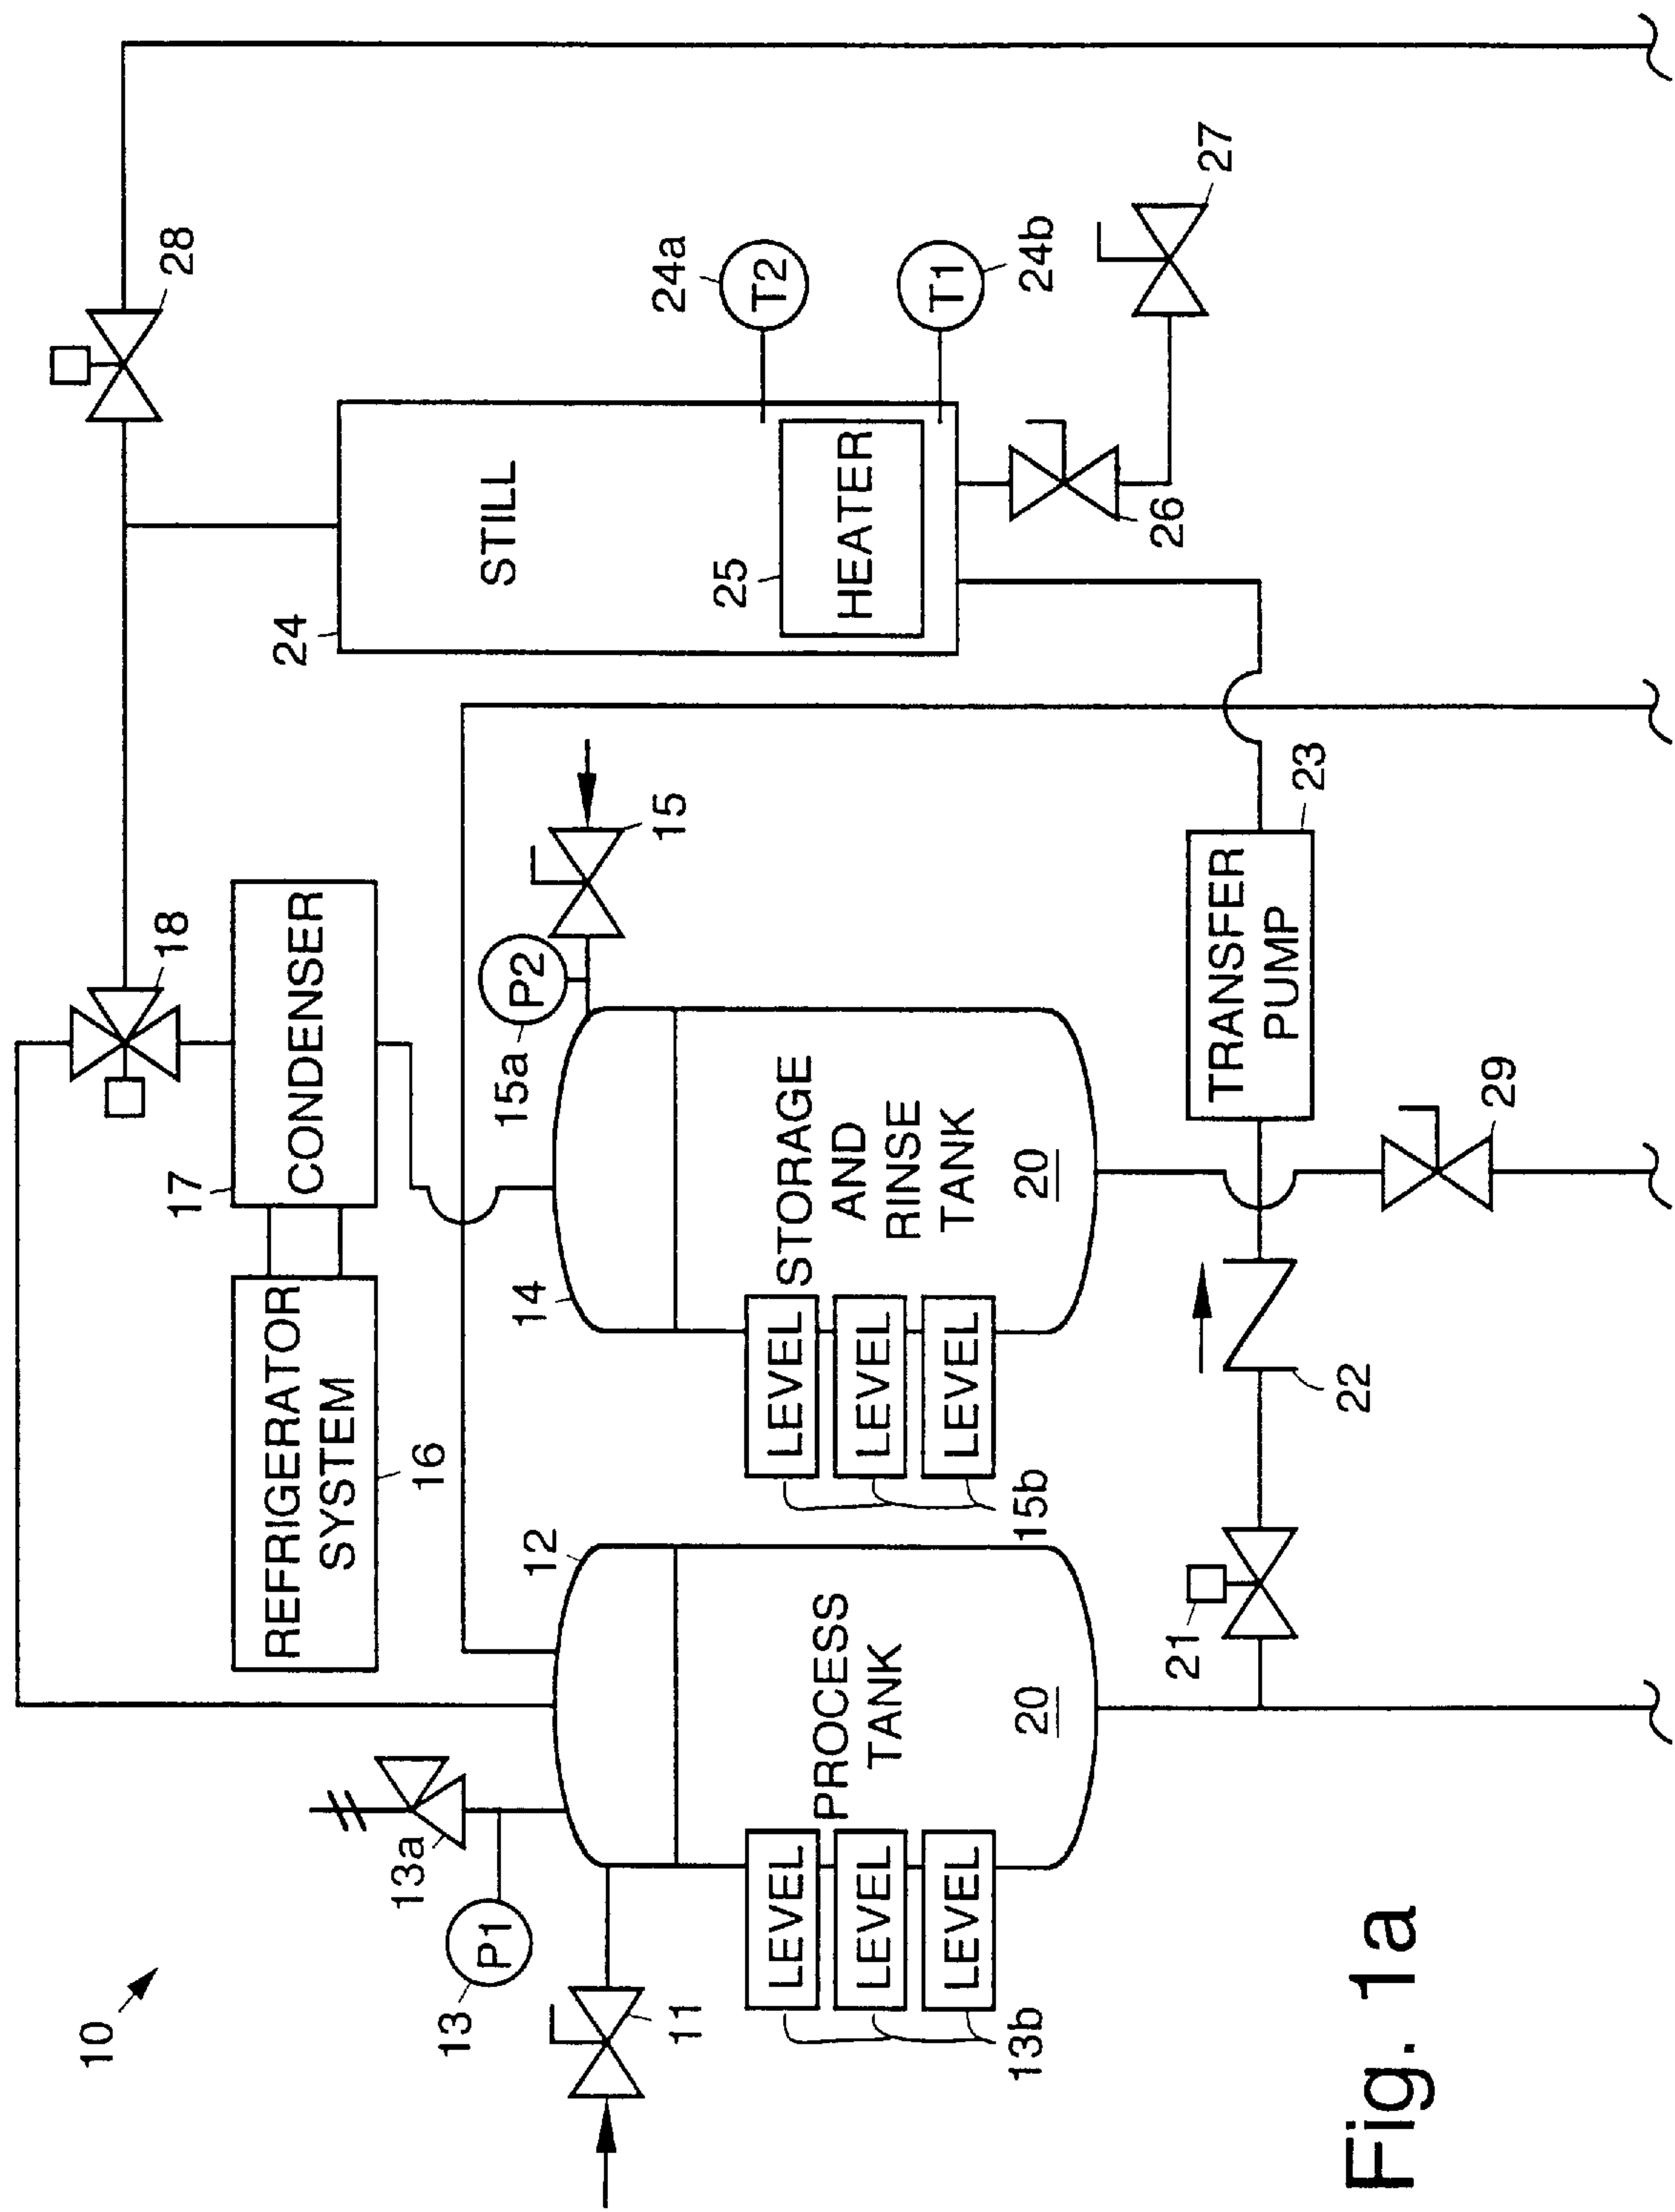 10
28
18
17
CONDENSER
REFRIGERATOR
SYSTEM
16
24
STILL
25
HEATER
24a
T2
24b
T1
26
27
13a
13
P1
11
12
PROCESS
TANK
20
LEVEL
LEVEL
LEVEL
13b
15a
P2
15
14
STORAGE
AND
RINSE
TANK
20
LEVEL
LEVEL
LEVEL
15b
21
22
TRANSFER
PUMP
23
29
Fig. 1a